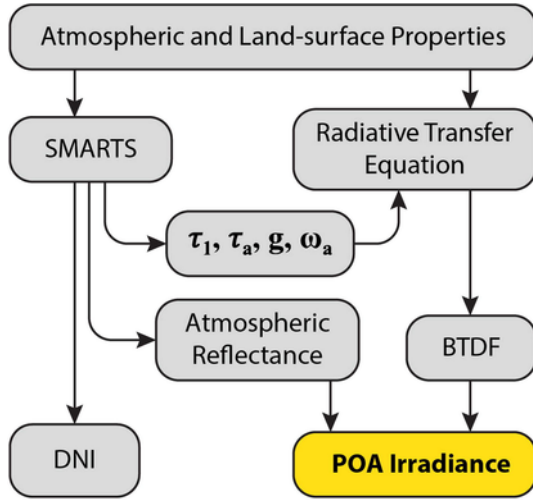 Atmospheric and Land-surface Properties
SMARTS
Radiative Transfer
Equation
τ₁, τₐ, g, ωₐ
Atmospheric
Reflectance
BTDF
DNI
POA Irradiance